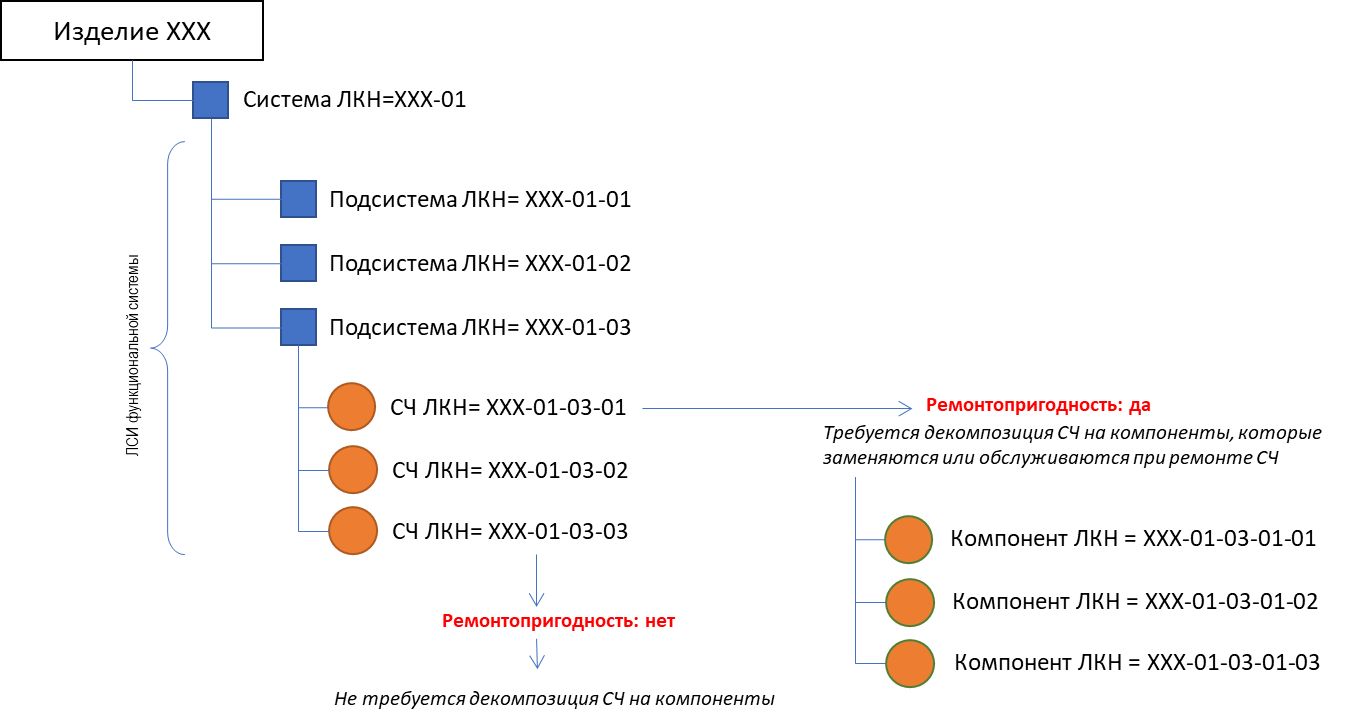 Изделие ХХХ
Система ЛКН=ХХХ-01
ЛСИ функциональной системы
Подсистема ЛКН= ХХХ-01-01
Подсистема ЛКН= ХХХ-01-02
Подсистема ЛКН= ХХХ-01-03
СЧ ЛКН= ХХХ-01-03-01
СЧ ЛКН= ХХХ-01-03-02
СЧ ЛКН= ХХХ-01-03-03
Ремонтопригодность: нет
Не требуется декомпозиция СЧ на компоненты
Ремонтопригодность: да
Требуется декомпозиция СЧ на компоненты, которые
заменяются или обслуживаются при ремонте СЧ
Компонент ЛКН = ХХХ-01-03-01-01
Компонент ЛКН = ХХХ-01-03-01-02
Компонент ЛКН = ХХХ-01-03-01-03